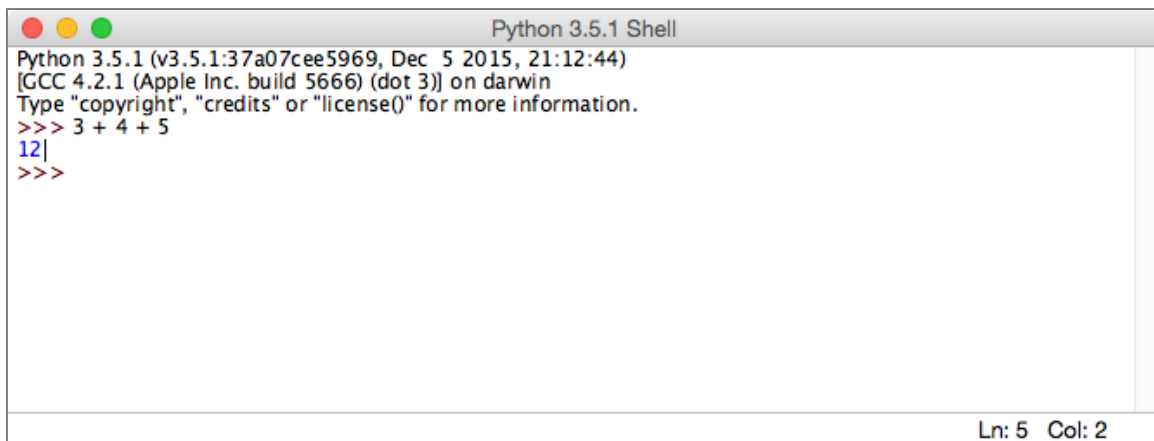 Python 3.5.1 Shell
Python 3.5.1 (v3.5.1:37a07cee5969, Dec  5 2015, 21:12:44)
[GCC 4.2.1 (Apple Inc. build 5666) (dot 3)] on darwin
Type "copyright", "credits" or "license()" for more information.
>>> 3 + 4 + 5
12
>>>
Ln: 5 Col: 2